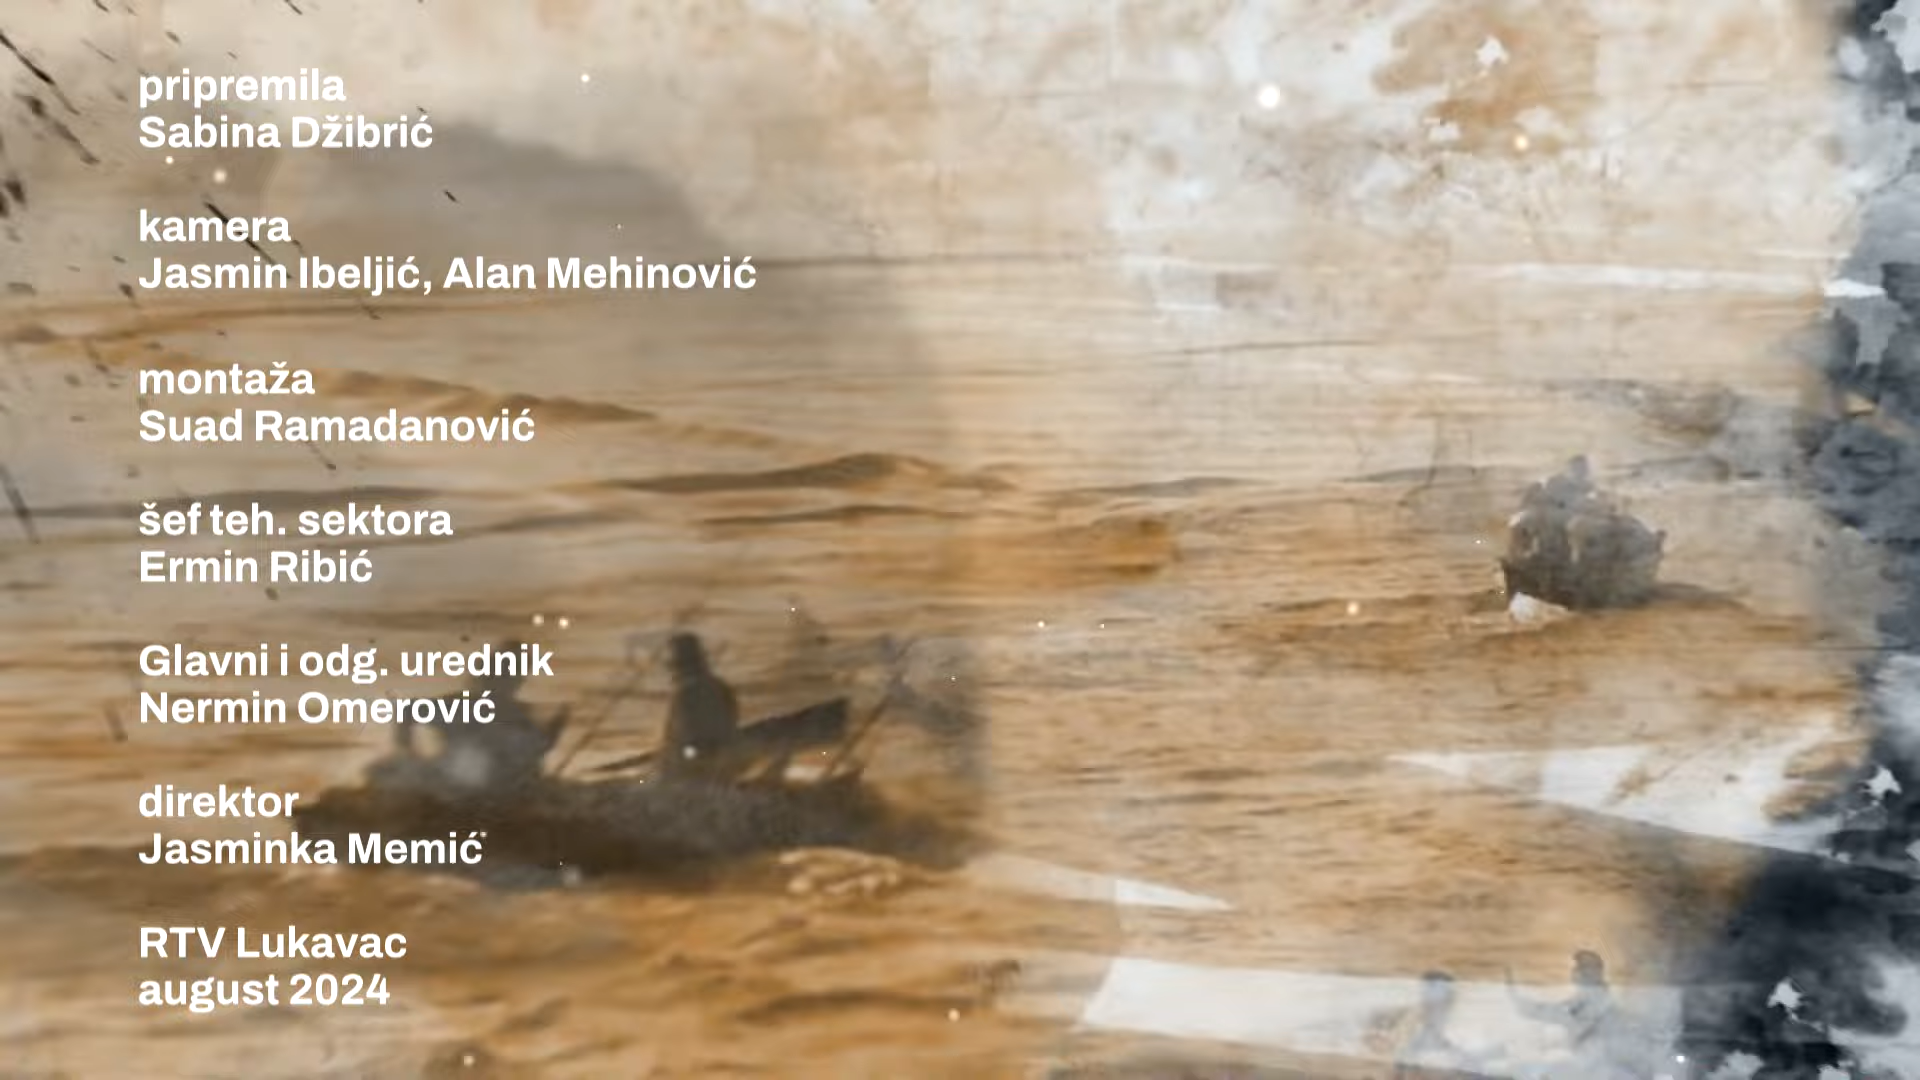 pripremila
Sabina Džibrić
kamera
Jasmin Ibeljić, Alan Mehinović
montaža
Suad Ramadanović
šef teh. sektora
Ermin Ribić
Glavni i odg. urednik
Nermin Omerović
direktor
Jasminka Memić
RTV Lukavac
august 2024